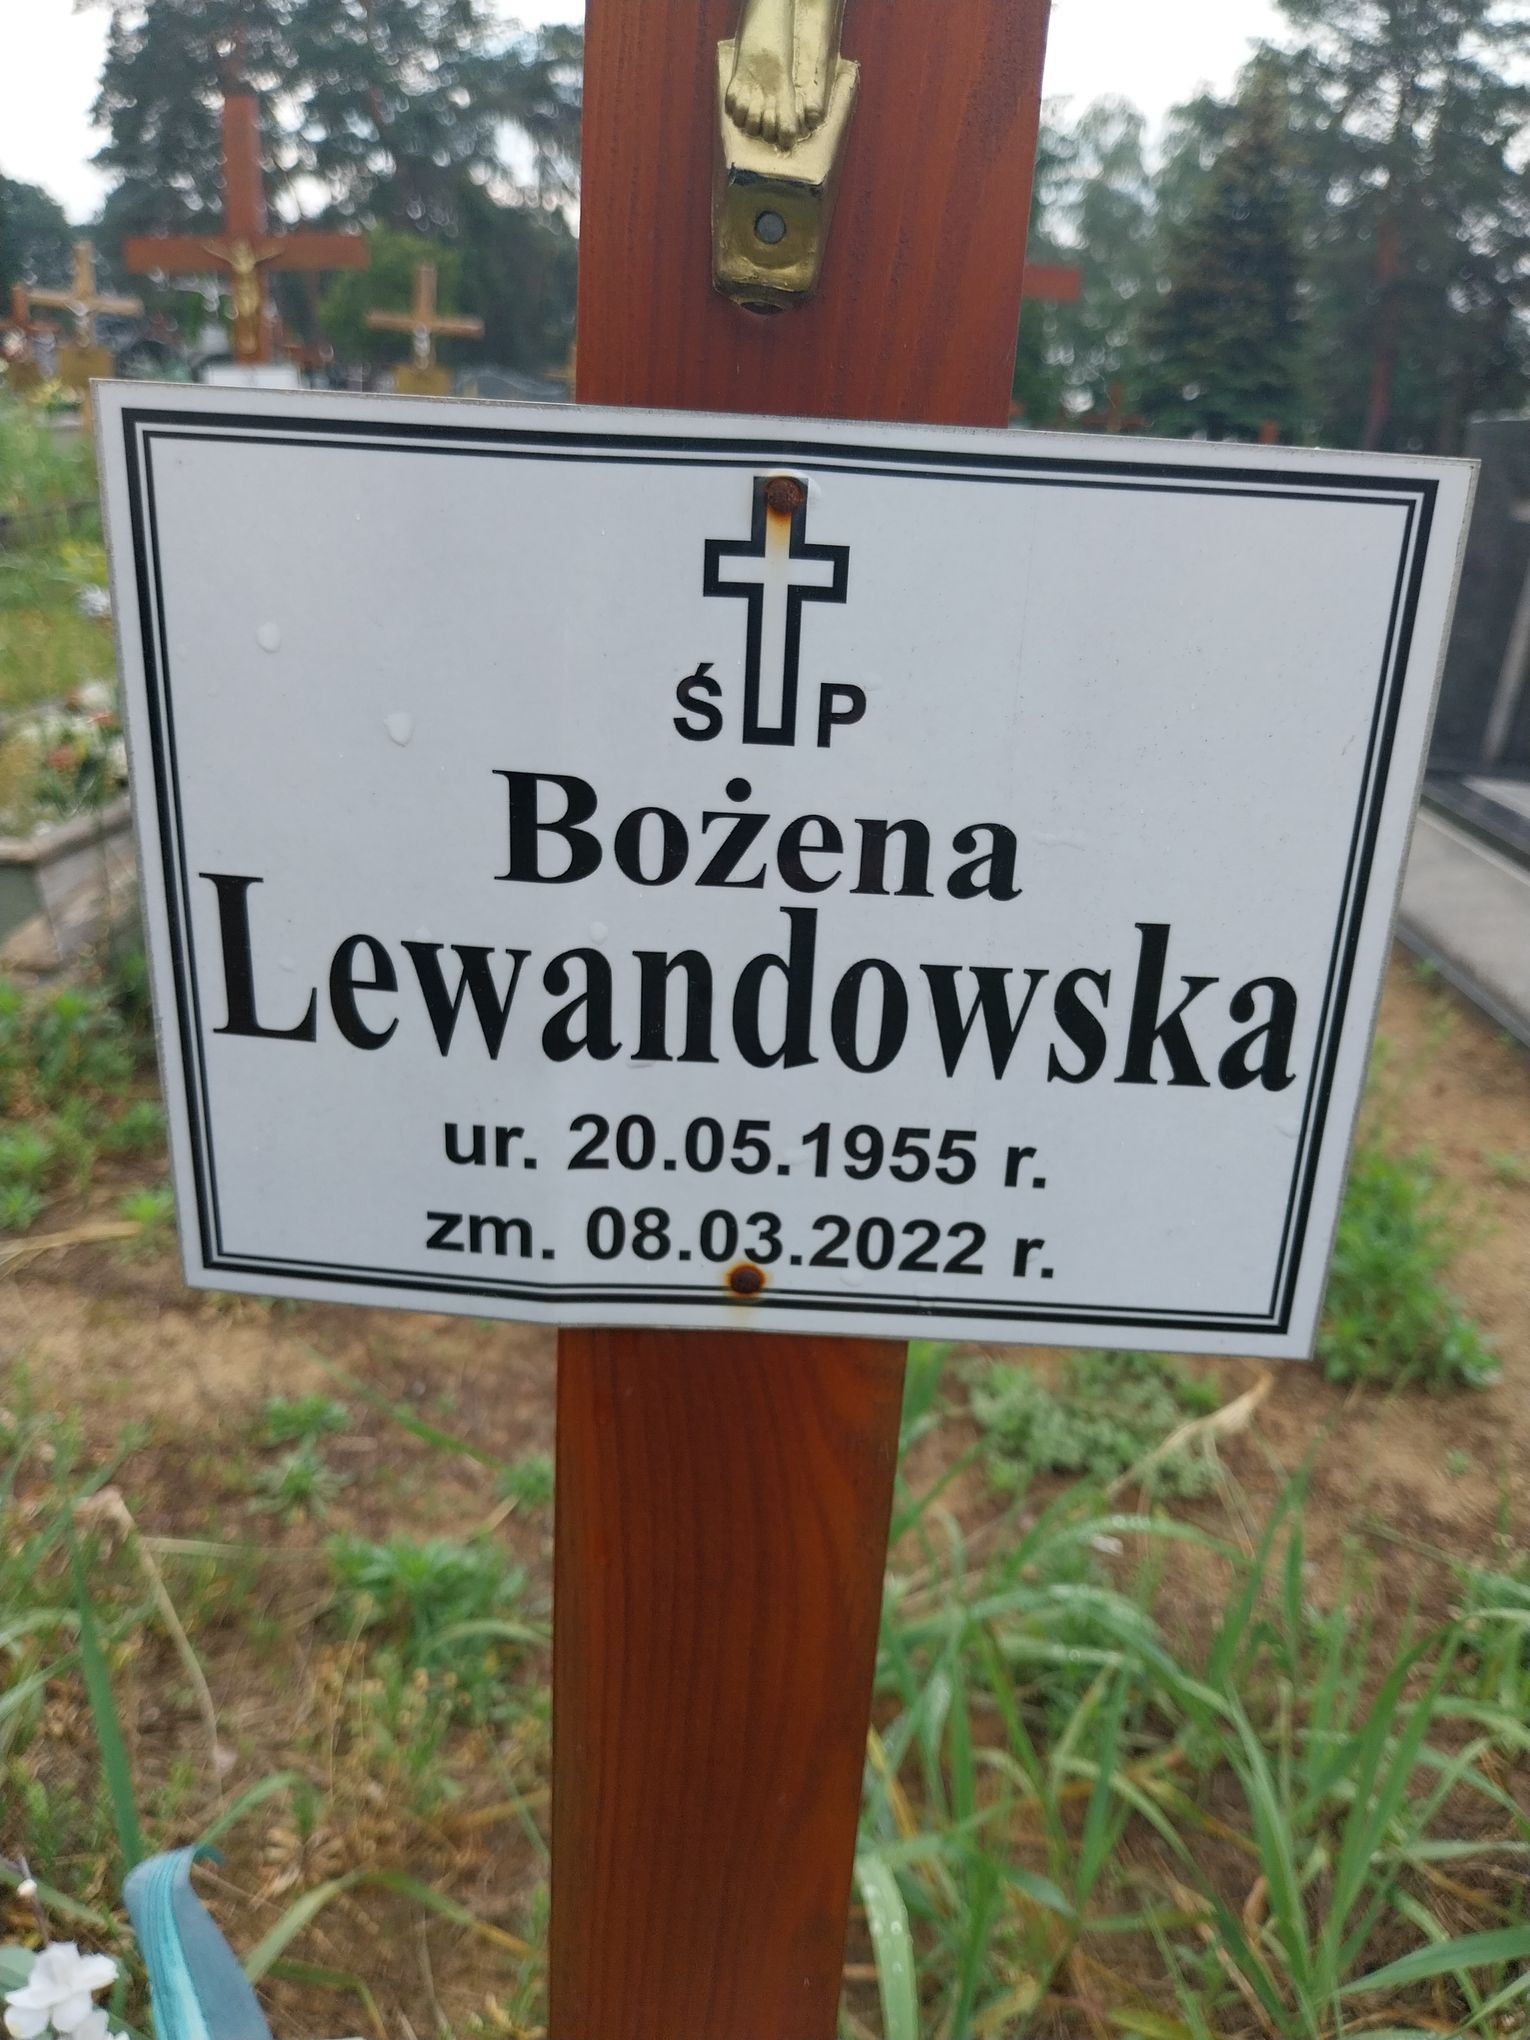 Ś P
Bożena
Lewandowska
ur. 20.05.1955 r.
zm. 08.03.2022 r.